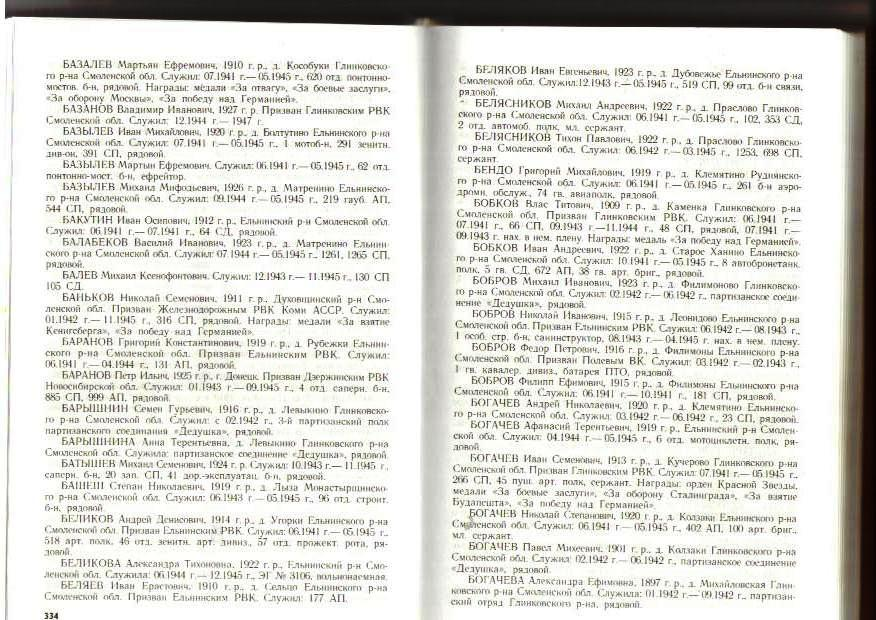 БАЗАЛЕВ Мартьян Ефремович, 1910 г. р., д. Кособуки Глинковско-
го р-на Смоленской обл. Служил: 07.1941 г.— 05.1945 г., 620 отд. понтонно-
мостов. б-н, рядовой. Награды: медали «За отвагу», «За боевые заслуги»,
«За оборону Москвы», «За победу над Германией».
БАЗАНОВ Владимир Иванович, 1927 г. р. Призван Глинковским РВК
Смоленской обл. Служил: 12.1944 г.— 1947 г.
БАЗЫЛЕВ Иван Михайлович, 1920 г. р., д. Болтутино Ельнинского р-на
Смоленской обл. Служил: 07.1941 г.— 05.1945 г., 1 мотоб-н, 291 зенитн.
див-он, 391 СП, рядовой.
БАЗЫЛЕВ Мартын Ефремович. Служил: 06.1941 г.— 05.1945 г., 62 отд.
понтонно-мост. б-н, ефрейтор.
БАЗЫЛЕВ Михаил Мифодьевич, 1926 г. р., д. Матренино Ельнинско-
го р-на Смоленской обл. Служил: 09.1944 г.— 05.1945 г., 219 гауб. АП,
544 СП, рядовой.
БАКУТИН Иван Осипович, 1912 г. р., Ельнинский р-н Смоленской обл.
Служил: 06.1941 г.— 07.1941 г., 64 СД, рядовой.
БАЛАБЕКОВ Василий Иванович, 1923 г. р., д. Матренино Ельнин-
ского р-на Смоленской обл. Служил: 07.1944 г.— 05.1945 г., 1261, 1265 СП,
рядовой.
БАЛЕВ Михаил Ксенофонтович. Служил: 12.1943 г.— 11.1945 г., 130 СП
105 СД.
БАНЬКОВ Николай Семенович, 1911 г. р., Духовщинский р-н Смо-
ленской обл. Призван Железнодорожным РВК Коми АССР. Служил:
01.1942 г.— 11.1945 г., 316 СП, рядовой. Награды: медали «За взятие
Кенигсберга», «За победу над Германией».
БАРАНОВ Григорий Константинович, 1919 г. р., д. Рубежки Ельнин-
ского р-на Смоленской обл. Призван Ельнинским РВК. Служил:
06.1941 г.— 04.1944 г., 131 АП, рядовой.
БАРАНОВ Петр Ильич, 1925 г. р., г. Донецк. Призван Дзержинским РВК
Новосибирской обл. Служил: 01.1943 г.— 09.1945 г., 4 отд. саперн. б-н,
885 СП, 999 АП, рядовой.
БАРЫШНИН Семен Гурьевич, 1916 г. р., д. Левыкино Глинковско-
го р-на Смоленской обл. Служил: с 02.1942 г., 3-й партизанский полк
партизанского соединения «Дедушка», рядовой.
БАРЫШНИНА Анна Терентьевна, д. Левыкино Глинковского р-на
Смоленской обл. Служила: партизанское соединение «Дедушка», рядовой.
БАТЫШЕВ Михаил Семенович, 1924 г. р. Служил: 10.1943 г.— 11.1945 г.,
саперн. б-н, 20 зап. СП, 41 дор.-эксплуатац. б-н, рядовой.
БАШЕШ Степан Николаевич, 1919 г. р., д. Лыза Монастырщинско-
го р-на Смоленской обл. Служил: 06.1943 г.— 05.1945 г., 96 отд. строит.
б-н, рядовой.
БЕЛИКОВ Андрей Денисович, 1914 г. р., д. Угорки Ельнинского р-на
Смоленской обл. Призван Ельнинским РВК. Служил: 06.1941 г.— 05.1945 г.,
518 арт. полк, 46 отд. зенитн. арт. дивиз., 57 отд. прожект. рота, ря-
довой.
БЕЛИКОВА Александра Тихоновна, 1922 г. р., Ельнинский р-н Смо-
ленской обл. Служила: 06.1944 г.— 12.1945 г., ЭГ № 3106, вольнонаемная.
БЕЛЯЕВ Иван Ерастович, 1910 г. р., д. Сельцо Ельнинского р-на
Смоленской обл. Призван Ельнинским РВК. Служил: 177 АП.
334
БЕЛЯКОВ Иван Евгеньевич, 1923 г. р., д. Дубовежье Ельнинского р-на
Смоленской обл. Служил:12.1943 г.— 05.1945 г., 519 СП, 99 отд. б-н связи,
рядовой.
БЕЛЯСНИКОВ Михаил Андреевич, 1922 г. р., д. Праслово Глинков-
ского р-на Смоленской обл. Служил: 06.1941 г.— 05.1945 г., 102, 353 СД,
2 отд. автомоб. полк, мл. сержант.
БЕЛЯСНИКОВ Тихон Павлович, 1922 г. р., д. Праслово Глинковско-
го р-на Смоленской обл. Служил: 06.1942 г.— 03.1945 г., 1253, 698 СП,
сержант.
БЕНДО Григорий Михайлович, 1919 г. р., д. Клемятино Руднянско-
го р-на Смоленской обл. Служил: 06.1941 г.— 05.1945 г., 261 б-н аэро-
дромн. обслуж., 74 гв. авиаполк, рядовой.
БОБКОВ Влас Титович, 1909 г. р., д. Каменка Глинковского р-на
Смоленской обл. Призван Глинковским РВК. Служил: 06.1941 г.—
07.1941 г., 66 СП, 09.1943 г.—11.1944 г., 48 СП, рядовой, 07.1941 г.—
09.1943 г. нах. в нем. плену. Награды: медаль «За победу над Германией».
БОБКОВ Иван Андреевич, 1922 г. р., д. Старое Ханино Ельнинско-
го р-на Смоленской обл. Служил: 10.1941 г.— 05.1945 г., 8 автобронетанк.
полк, 5 гв. СД, 672 АП, 38 гв. арт. бриг., рядовой.
БОБРОВ Михаил Иванович, 1923 г. р., д. Филимоново Глинковско-
го р-на Смоленской обл. Служил: 02.1942 г.— 06.1942 г., партизанское соеди-
нение «Дедушка», рядовой.
БОБРОВ Николай Иванович, 1915 г. р., д. Леонидово Ельнинского р-на
Смоленской обл. Призван Ельнинским РВК. Служил: 06.1942 г.— 08.1943 г.,
1 особ. стр. б-н, санинструктор, 08.1943 г.— 04.1945 г. нах. в нем. плену.
БОБРОВ Федор Петрович, 1916 г. р., д. Филимоны Ельнинского р-на
Смоленской обл. Призван Полевым ВК. Служил: 03.1942 г.— 02.1943 г.,
1 гв. кавалер. дивиз., батарея ПТО, рядовой.
БОБРОВ Филипп Ефимович, 1915 г. р., д. Филимоны Ельнинского р-на
Смоленской обл. Служил: 06.1941 г.— 10.1941 г., 181 СП, рядовой.
БОГАЧЕВ Андрей Николаевич, 1920 г. р., д. Клемятино Ельнинско-
го р-на Смоленской обл. Служил: 03.1942 г.— 06.1942 г., 23 СП, рядовой.
БОГАЧЕВ Афанасий Терентьевич, 1919 г. р., Ельнинский р-н Смолен-
ской обл. Служил: 04.1944 г.— 05.1945 г., 6 отд. мотоциклетн. полк, ря-
довой.
БОГАЧЕВ Иван Семенович, 1913 г. р., д. Кучерово Глинковского р-на
Смоленской обл. Призван Глинковским РВК. Служил: 07.1941 г.— 05.1945 г.,
266 СП, 45 пуш. арт. полк, сержант. Награды: орден Красной Звезды,
медали «За боевые заслуги», «За оборону Сталинграда», «За взятие
Будапешта», «За победу над Германией».
БОГАЧЕВ Николай Степанович, 1920 г. р., д. Колзаки Ельнинского р-на
Смоленской обл. Служил: 06.1941 г.— 05.1945 г., 402 АП, 100 арт. бриг.,
мл. сержант.
БОГАЧЕВ Павел Михеевич, 1901 г. р., д. Колзаки Глинковского р-на
Смоленской обл. Служил: 02.1942 г.— 06.1942 г., партизанское соединение
«Дедушка», рядовой.
БОГАЧЕВА Александра Ефимовна, 1897 г. р., д. Михайловская Глин-
ковского р-на Смоленской обл. Служила: 01.1942 г.— 09.1942 г., партизан-
ский отряд Глинковского р-на, рядовой.